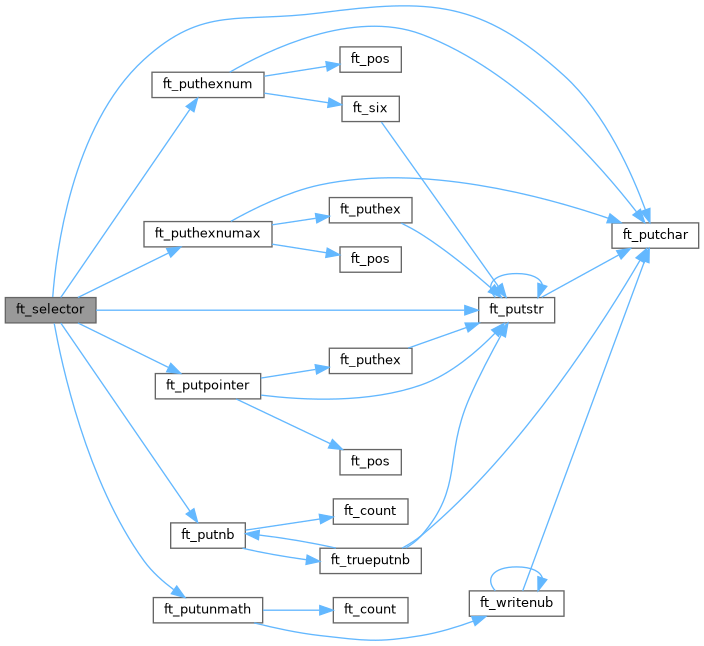 ft_pos
ft_puthexnum
ft_six
ft_puthex
ft_puthexnumax
ft_putchar
ft_pos
ft_selector
ft_putstr
ft_puthex
ft_putpointer
ft_pos
ft_count
ft_putnb
ft_trueputnb
ft_writenub
ft_putunmath
ft_count